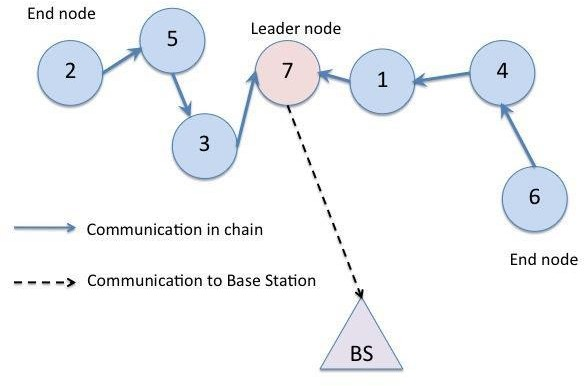 End node
Leader node
2
5
7
1
4
3
6
Communication in chain
End node
Communication to Base Station
BS